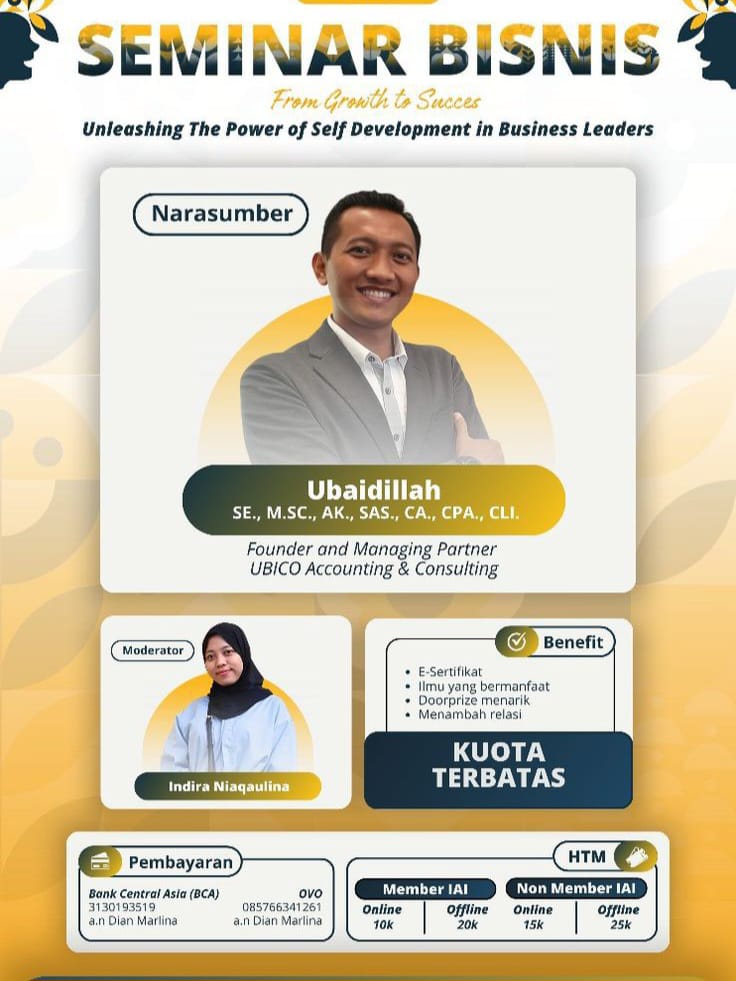 SEMINAR BISNIS
From Growth to Succes
Unleashing The Power of Self Development in Business Leaders
Narasumber
Ubaidillah
SE., M.SC., AK., SAS., CA., CPA., CLI.
Founder and Managing Partner
UBICO Accounting & Consulting
Moderator
Indira Niaqaulina
Benefit
• E-Sertifikat
• Ilmu yang bermanfaat
• Doorprize menarik
• Menambah relasi
KUOTA
TERBATAS
Pembayaran
Bank Central Asia (BCA)
3130193519
a.n Dian Marlina
OVO
085766341261
a.n Dian Marlina
HTM
Member IAI
Online Offline
10k 20k
Non Member IAI
Online Offline
15k 25k